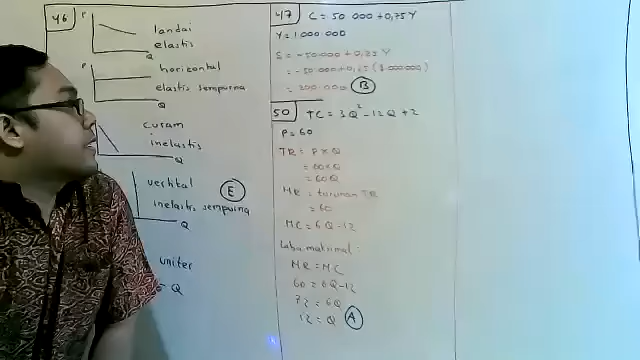 46
P
landai
elastis
Q
P
horizontal
elastis sempurna
Q
curam
inelastis
Q
vertikal
inelastis sempurna
E
Q
uniter
Q
47
C = 50.000 + 0,75 Y
Y = 1.000.000
S = -50.000 + 0,25 Y
= -50.000 + 0,25 (1.000.000)
= 200.000
B
50
TC = 3Q² - 12Q + 2
P = 60
TR = P x Q
= 60 x Q
= 60Q
MR = turunan TR
= 60
MC = 6Q - 12
Laba maksimal:
MR = MC
60 = 6Q - 12
72 = 6Q
12 = Q
A